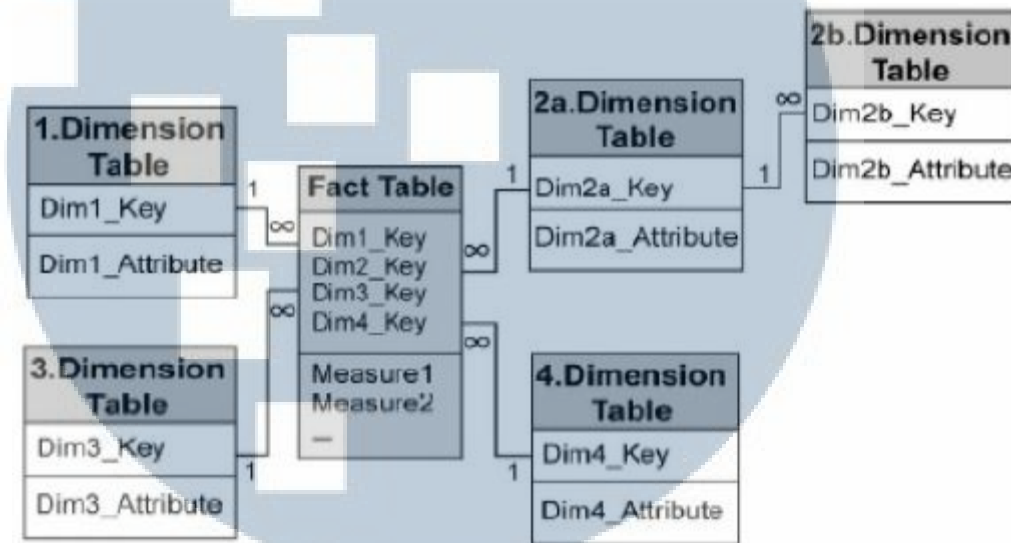 1.Dimension
Table
Dim1_Key
Dim1_Attribute
1
∞
Fact Table
Dim1_Key
Dim2_Key
Dim3_Key
Dim4_Key
Measure1
Measure2
–
2a.Dimension
Table
Dim2a_Key
Dim2a_Attribute
1
∞
1
∞
2b.Dimension
Table
Dim2b_Key
Dim2b_Attribute
3.Dimension
Table
Dim3_Key
Dim3_Attribute
∞
1
4.Dimension
Table
Dim4_Key
Dim4_Attribute
∞
1